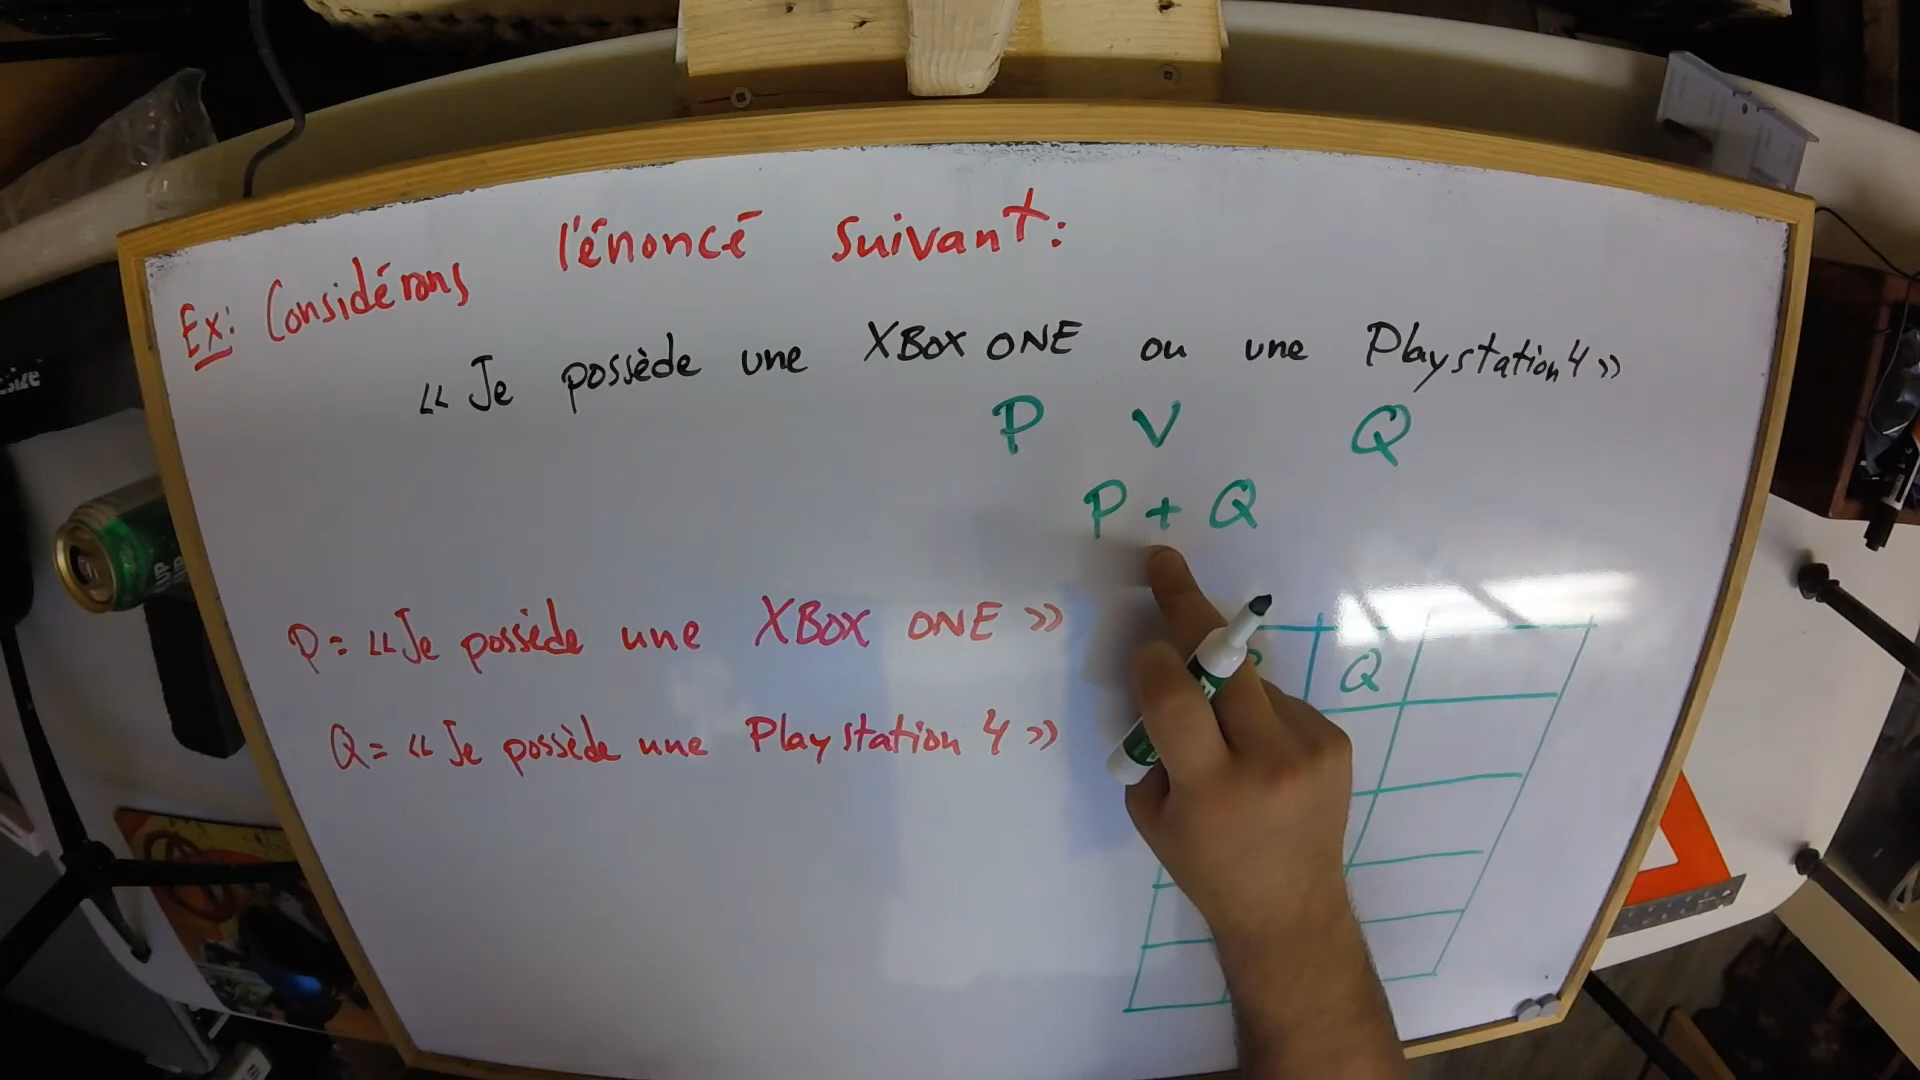 Ex: Considérons l'énoncé suivant:
« Je possède une XBOX ONE ou une Playstation 4 »
P V Q
P + Q
P = « Je possède une XBOX ONE »
Q = « Je possède une Playstation 4 »
Q